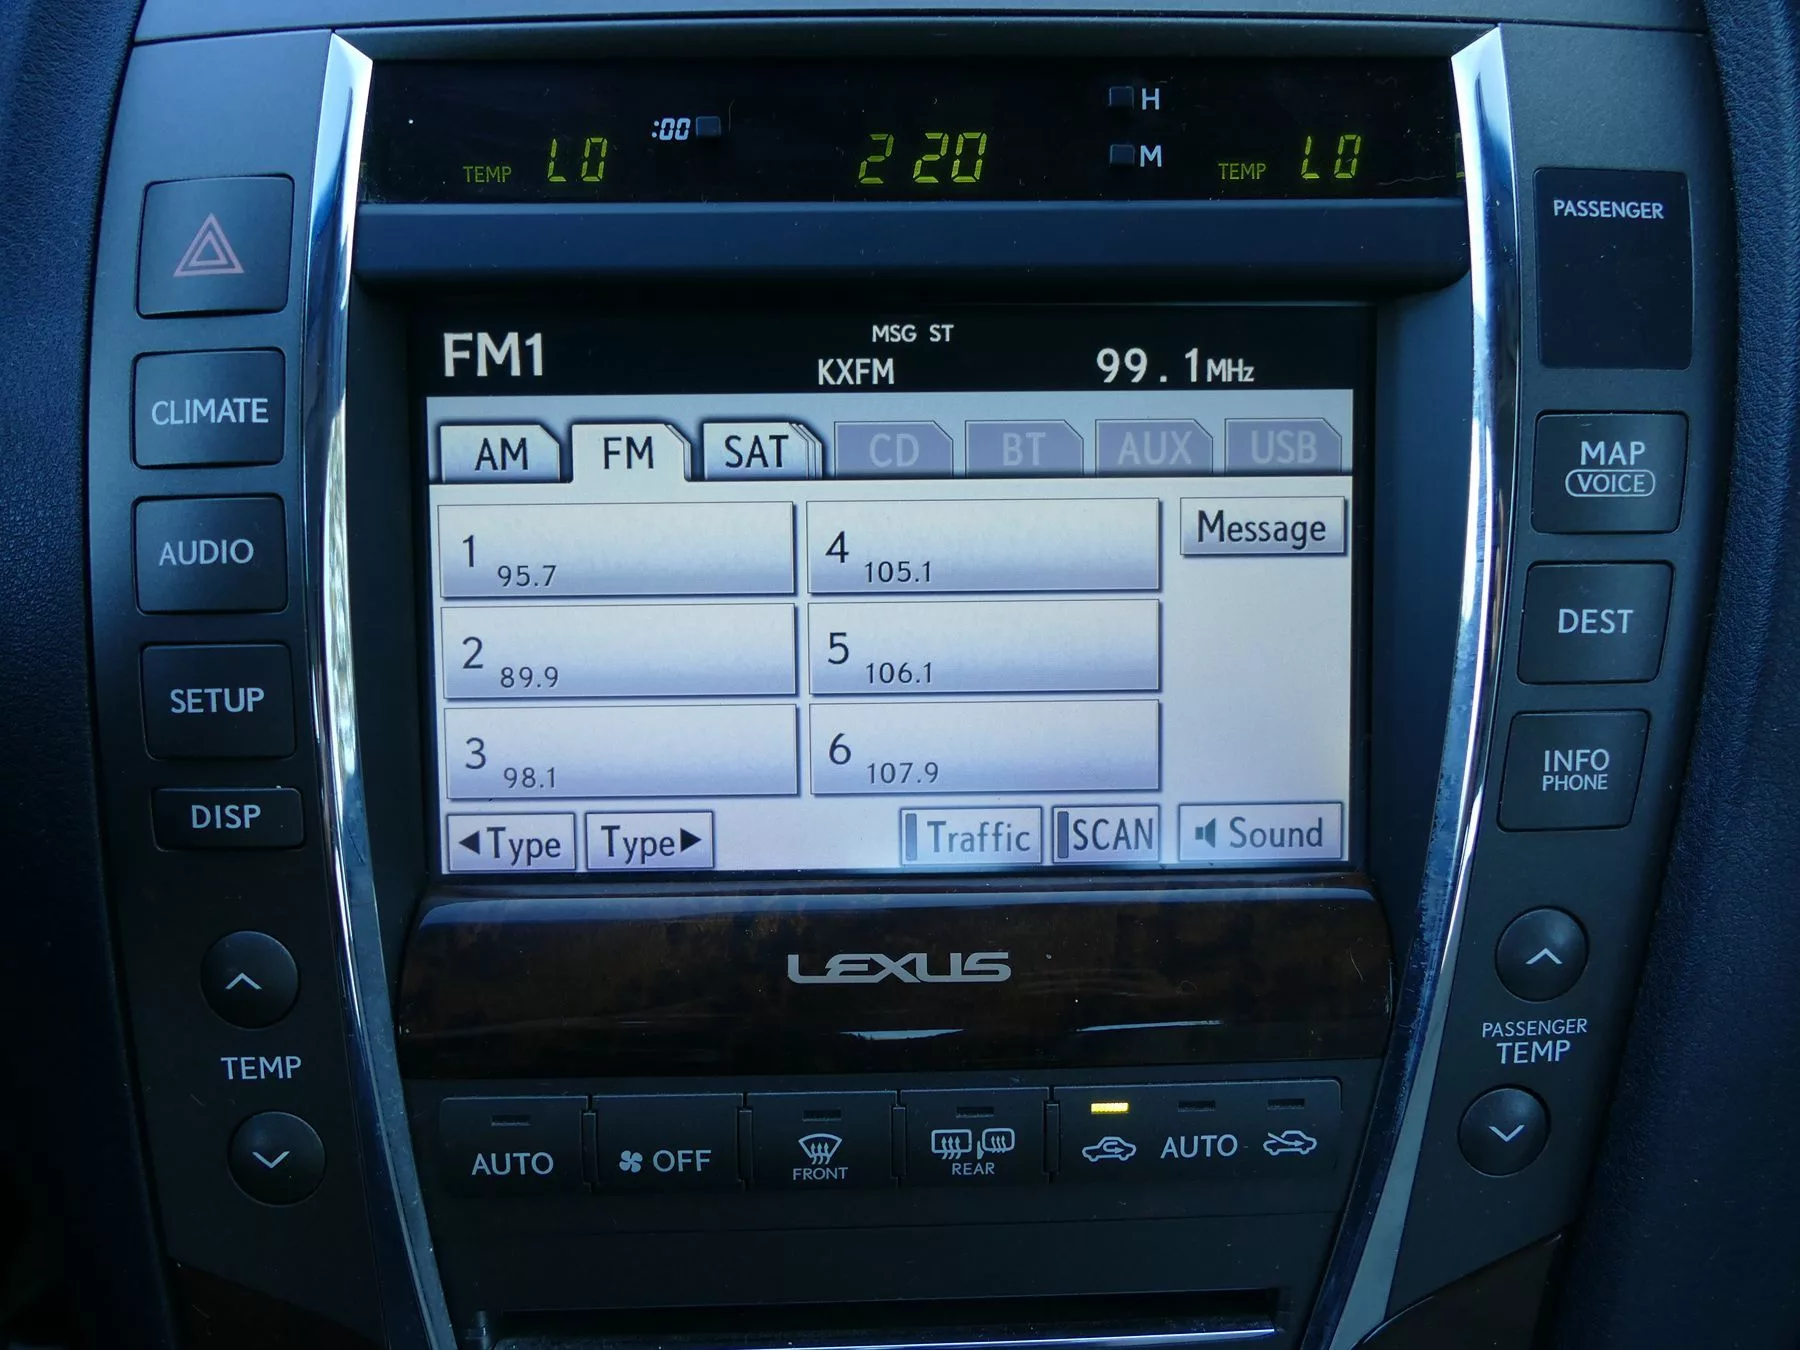 :00 H
TEMP LO 2 20 M TEMP LO
PASSENGER
FM1 MSG ST
KXFM 99.1MHz
CLIMATE
AM FM SAT CD BT AUX USB
MAP
VOICE
1 95.7 4 105.1 Message
AUDIO
2 89.9 5 106.1
DEST
SETUP
3 98.1 6 107.9
INFO
PHONE
DISP
Type Type Traffic SCAN Sound
LEXUS
TEMP
PASSENGER
TEMP
AUTO OFF FRONT REAR AUTO